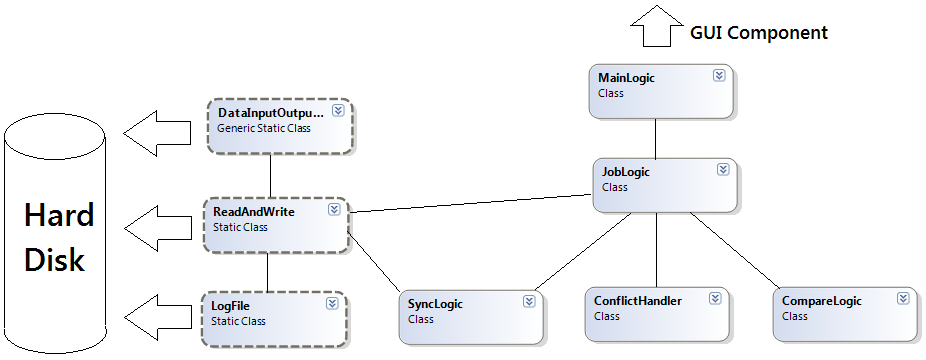 GUI Component
MainLogic
Class
DataInputOutpu...
Generic Static Class
JobLogic
Class
Hard
Disk
ReadAndWrite
Static Class
LogFile
Static Class
SyncLogic
Class
ConflictHandler
Class
CompareLogic
Class